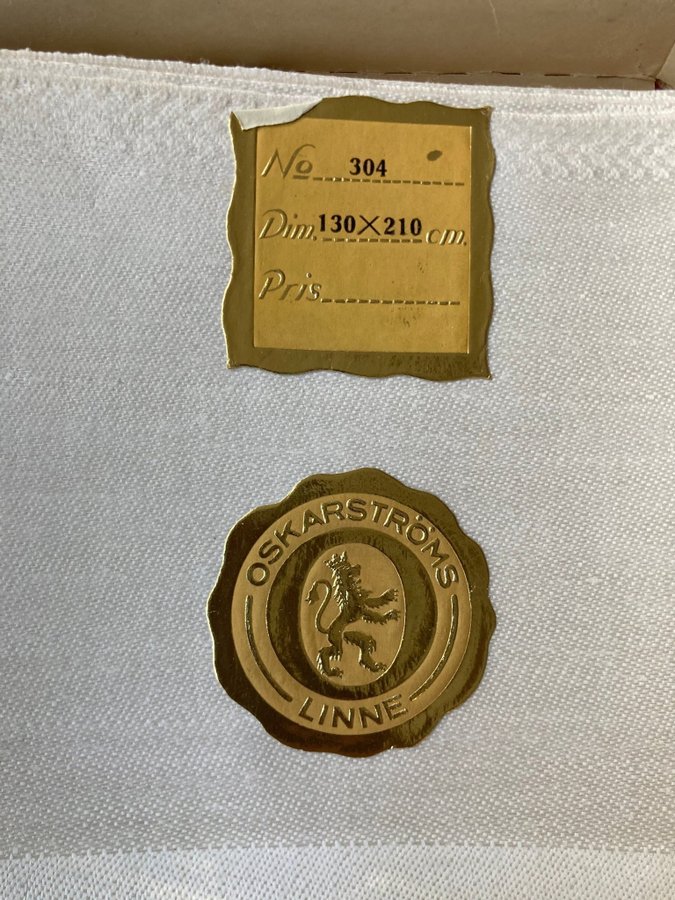 No 304
Dim. 130×210 cm.
Pris
OSKARSTRÖMS
LINNE